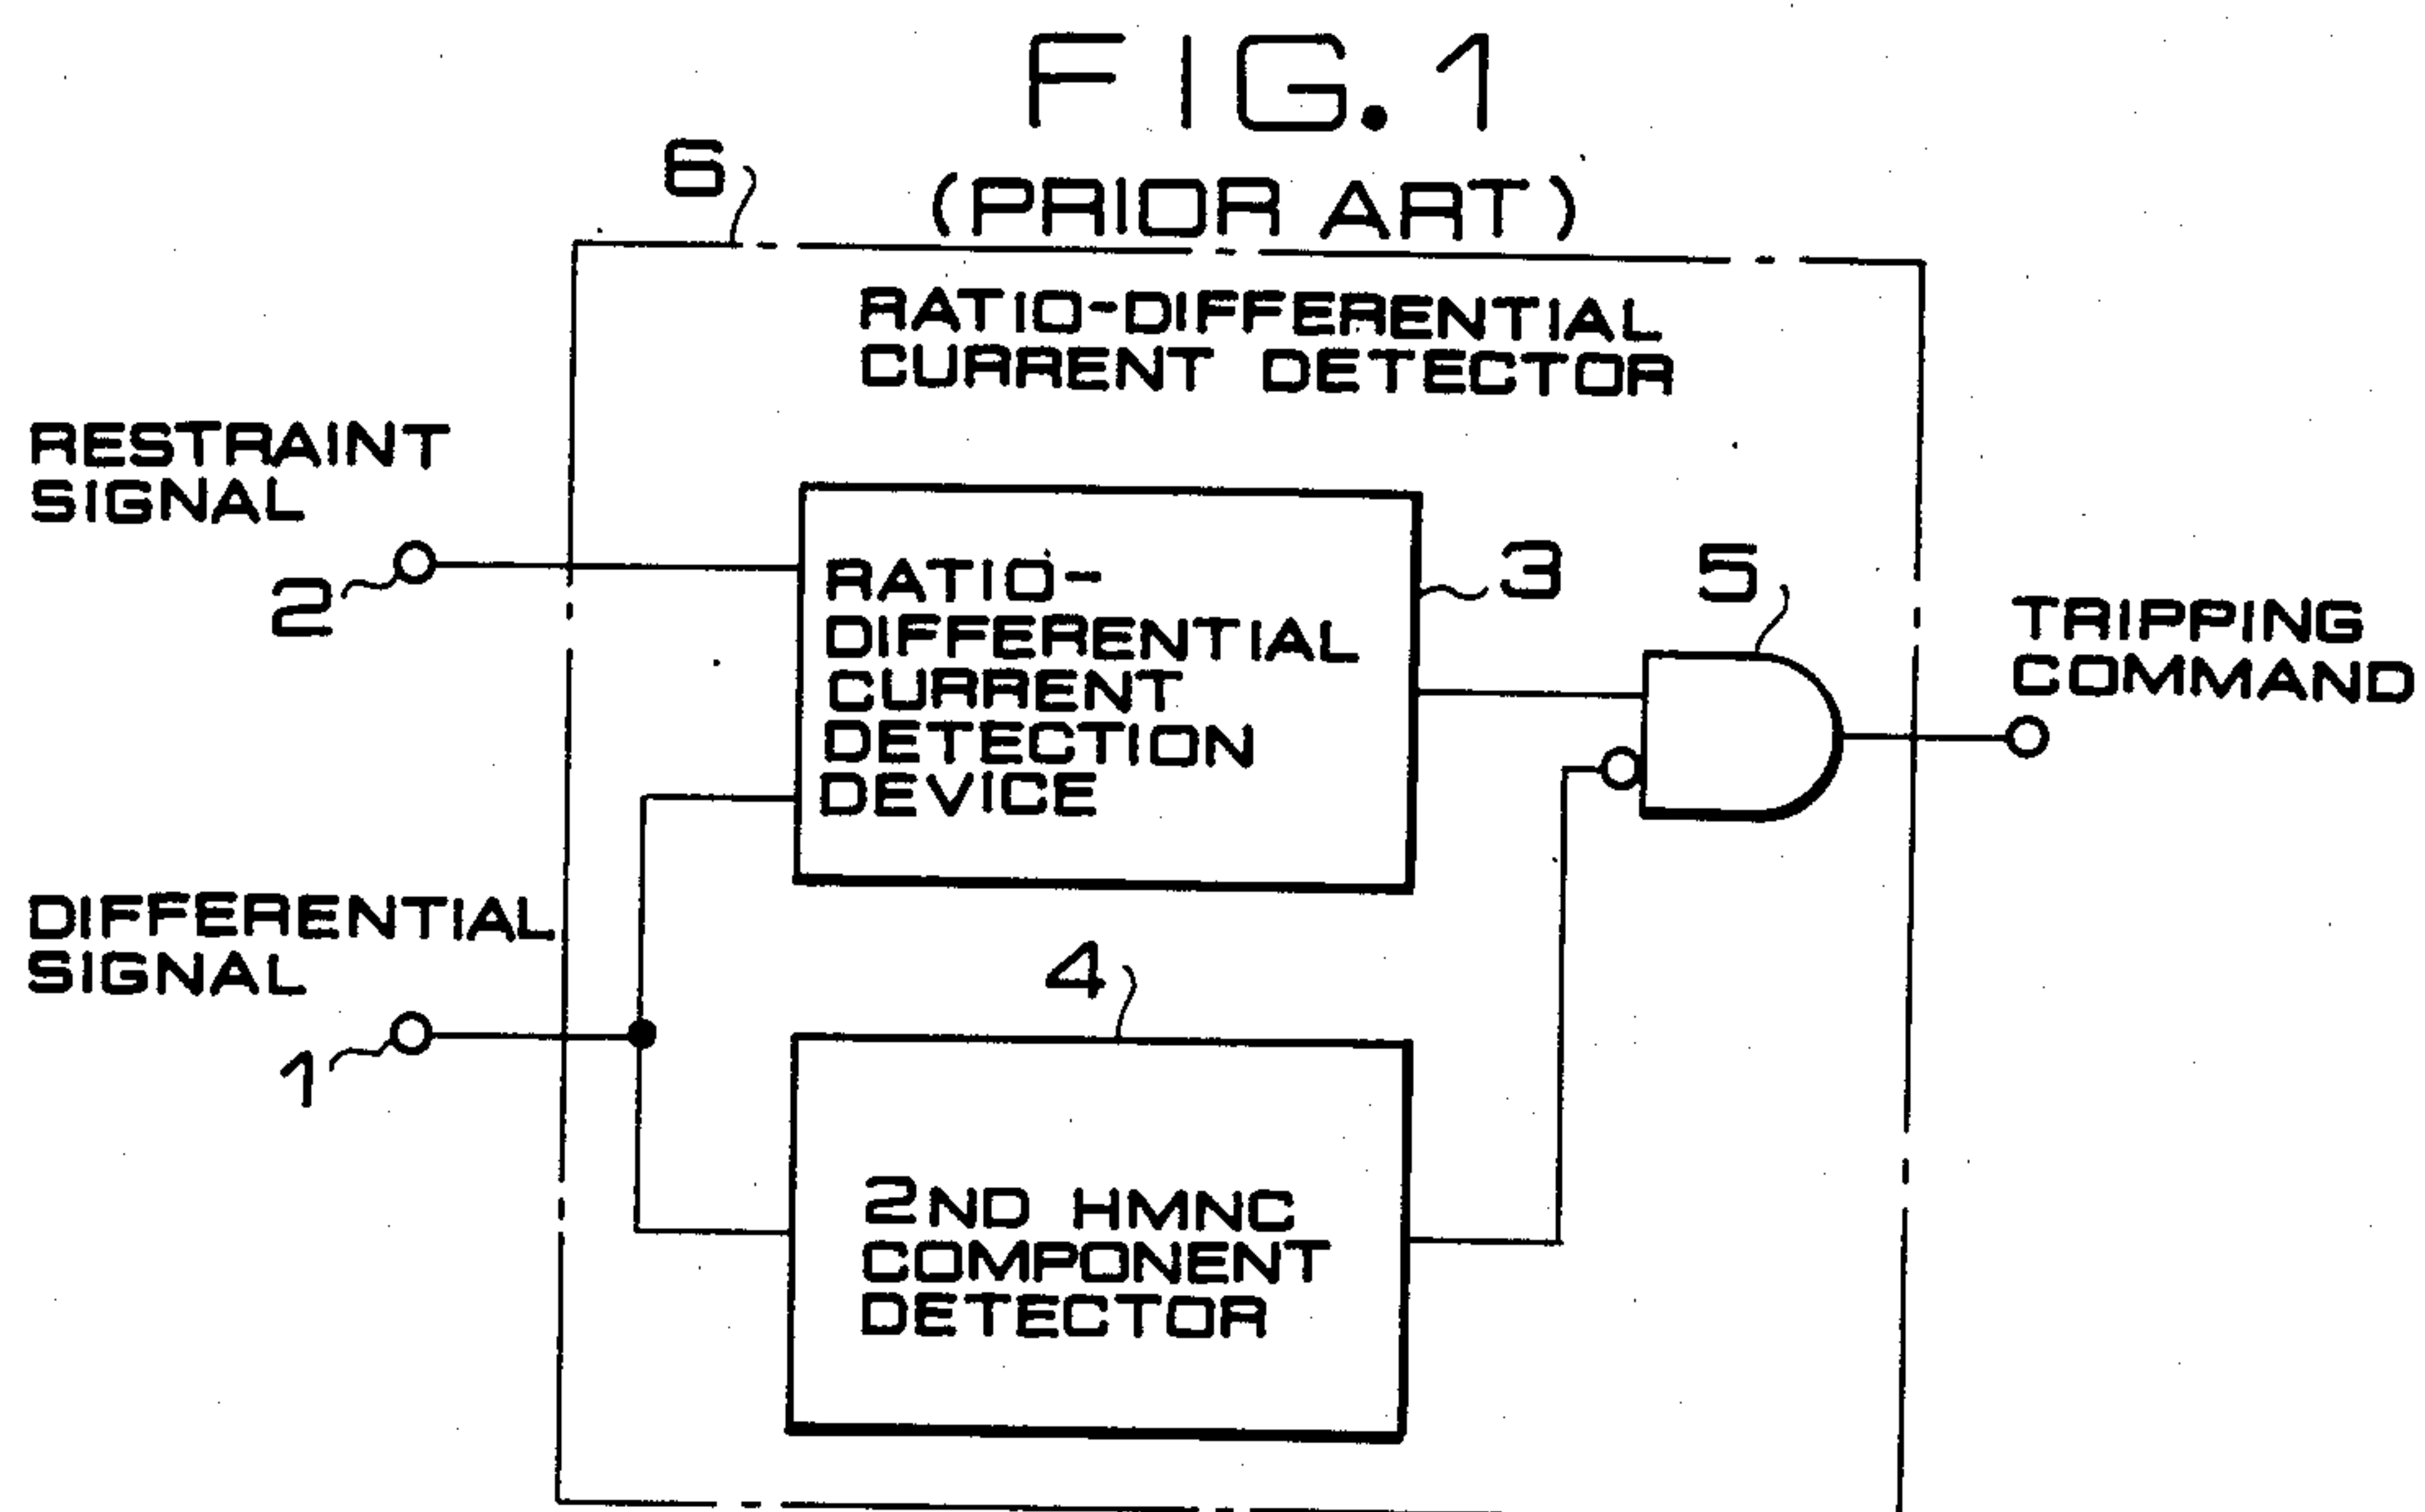 FIG.1
(PRIOR ART)
6
RATIO-DIFFERENTIAL
CURRENT DETECTOR
RESTRAINT
SIGNAL
2
RATIO-
DIFFERENTIAL
CURRENT
DETECTION
DEVICE
3
5
TRIPPING
COMMAND
DIFFERENTIAL
SIGNAL
1
4
2ND HMNC
COMPONENT
DETECTOR